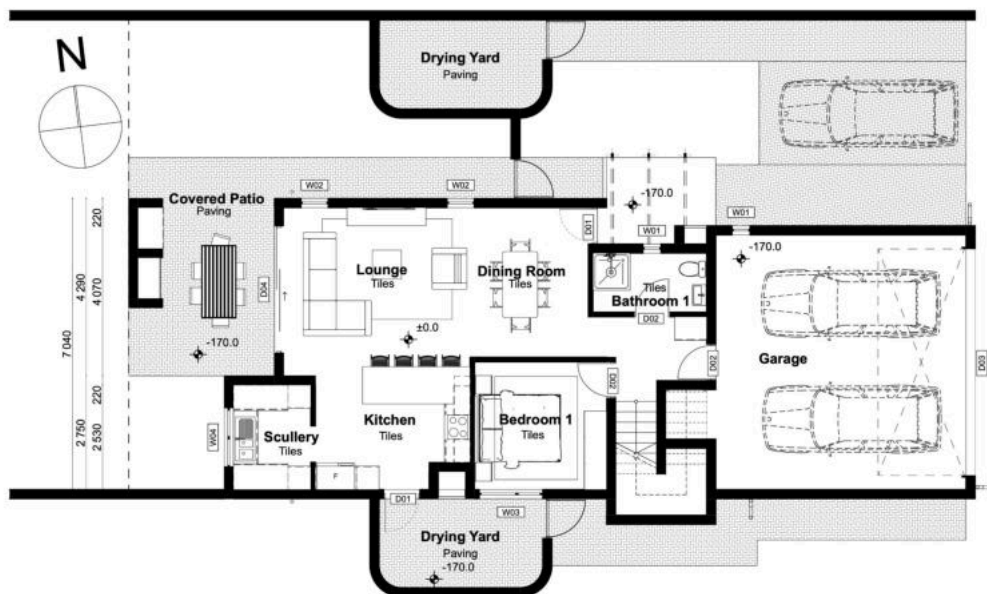 Drying Yard
Paving
N
Covered Patio
Paving
W02
W02
-170.0
W01
D01
W01
-170.0
220
4 290
4 070
7 040
220
2 750
2 530
D04
-170.0
Lounge
Tiles
Dining Room
Tiles
Tiles
Bathroom 1
D02
±0.0
D02
Garage
D03
Kitchen
Tiles
Scullery
Tiles
W04
F
Bedroom 1
Tiles
D02
D01
W03
Drying Yard
Paving
-170.0